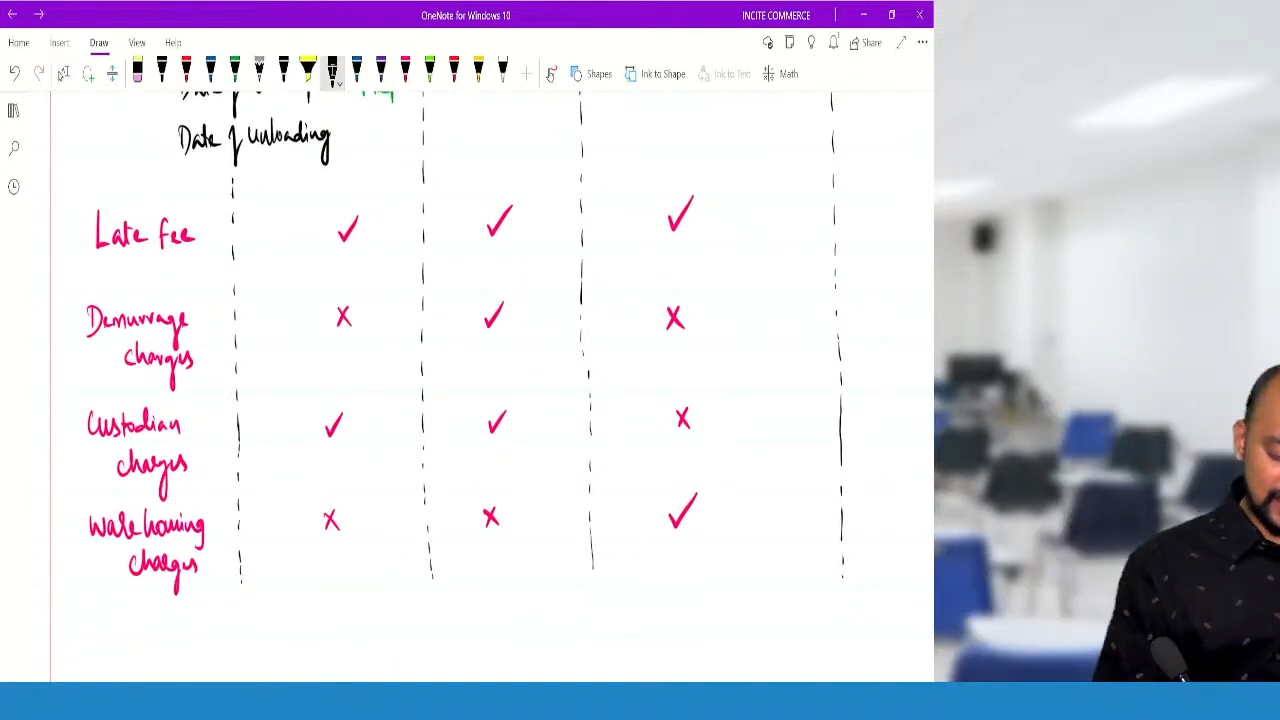 OneNote for Windows 10
INCITE COMMERCE
Home Insert Draw View Help
Share
Shapes Ink to Shape Ink to Text Math
Date of unloading
Late fee ✓ ✓ ✓
Demurrage X ✓ X
charges
Custodian ✓ ✓ X
charges
Warehousing X X ✓
charges